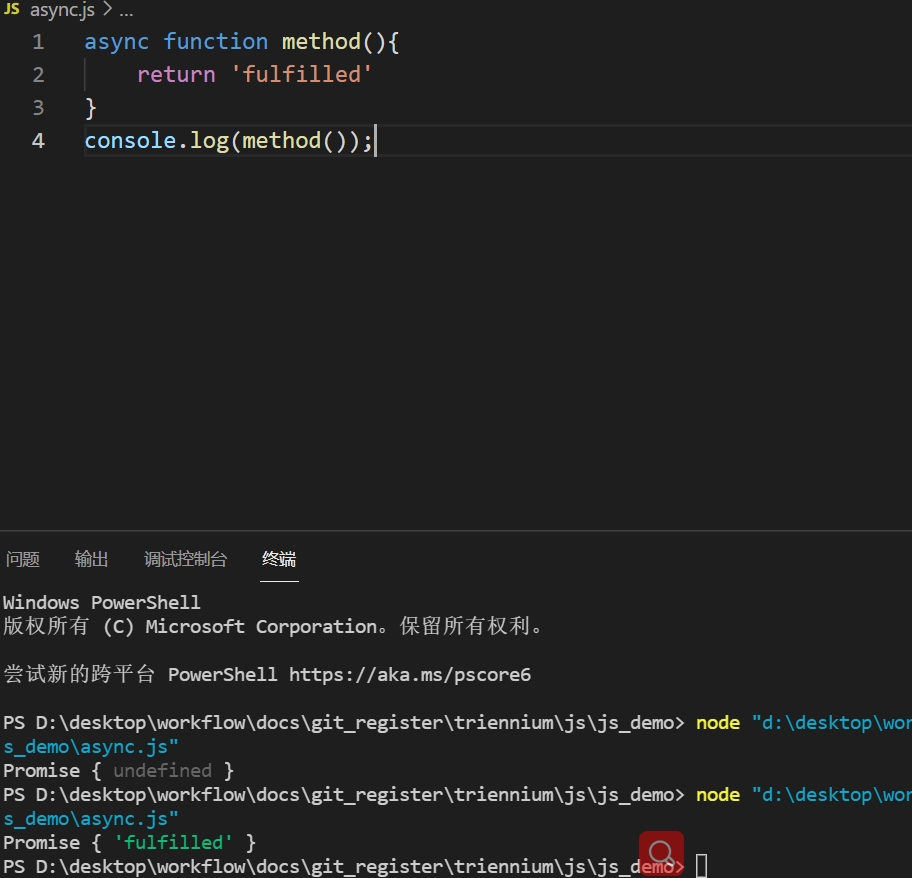 JS async.js > ...
1 async function method(){
2 return 'fulfilled'
3 }
4 console.log(method());
问题 输出 调试控制台 终端
Windows PowerShell
版权所有 (C) Microsoft Corporation。保留所有权利。
尝试新的跨平台 PowerShell https://aka.ms/pscore6
PS D:\desktop\workflow\docs\git_register\triennium\js\js_demo> node "d:\desktop\wor
s_demo\async.js"
Promise { undefined }
PS D:\desktop\workflow\docs\git_register\triennium\js\js_demo> node "d:\desktop\wor
s_demo\async.js"
Promise { 'fulfilled' }
PS D:\desktop\workflow\docs\git_register\triennium\js\js_demo>